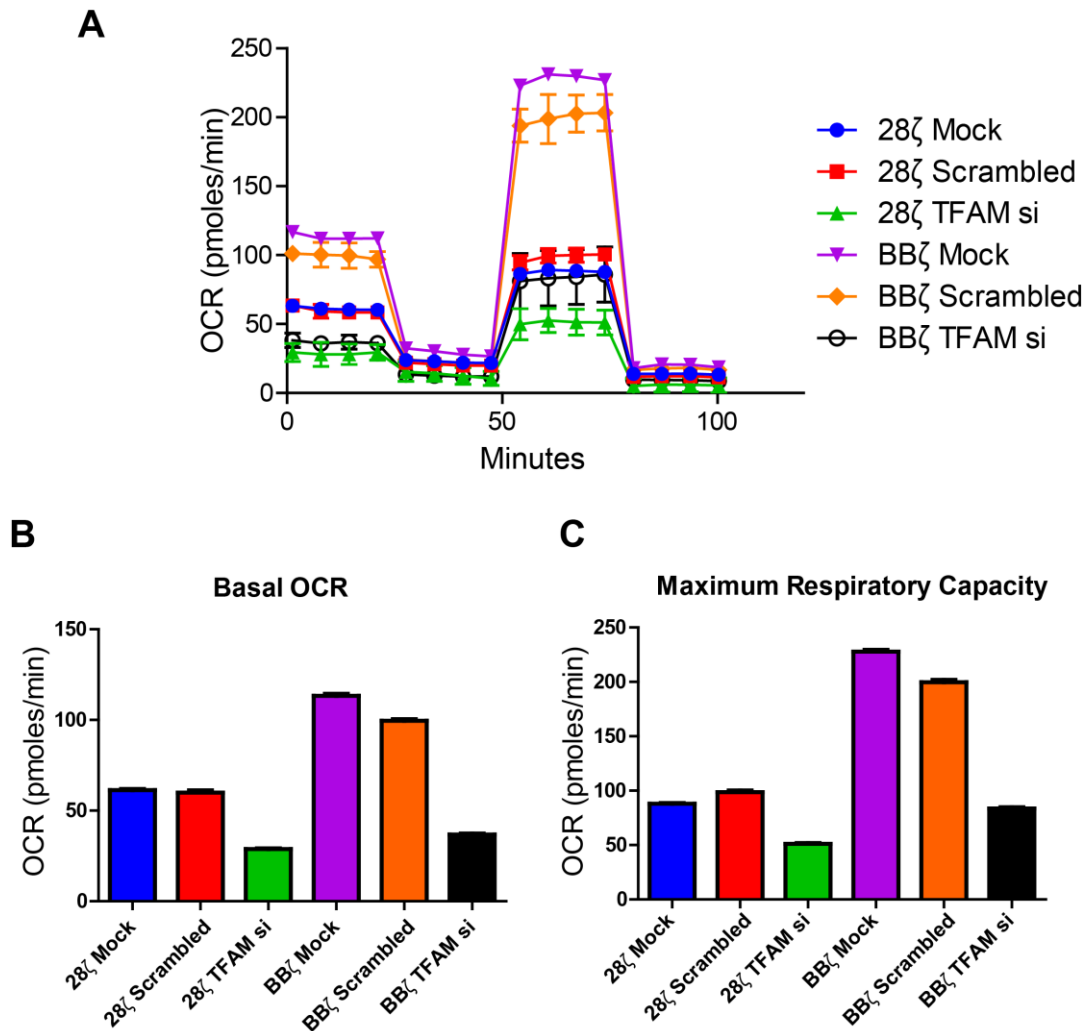 A
250
200
150
100
50
0
OCR (pmoles/min)
0
50
100
Minutes
28ζ Mock
28ζ Scrambled
28ζ TFAM si
BBζ Mock
BBζ Scrambled
BBζ TFAM si
B
Basal OCR
150
100
50
0
OCR (pmoles/min)
28ζ Mock
28ζ Scrambled
28ζ TFAM si
BBζ Mock
BBζ Scrambled
BBζ TFAM si
C
Maximum Respiratory Capacity
250
200
150
100
50
0
OCR (pmoles/min)
28ζ Mock
28ζ Scrambled
28ζ TFAM si
BBζ Mock
BBζ Scrambled
BBζ TFAM si